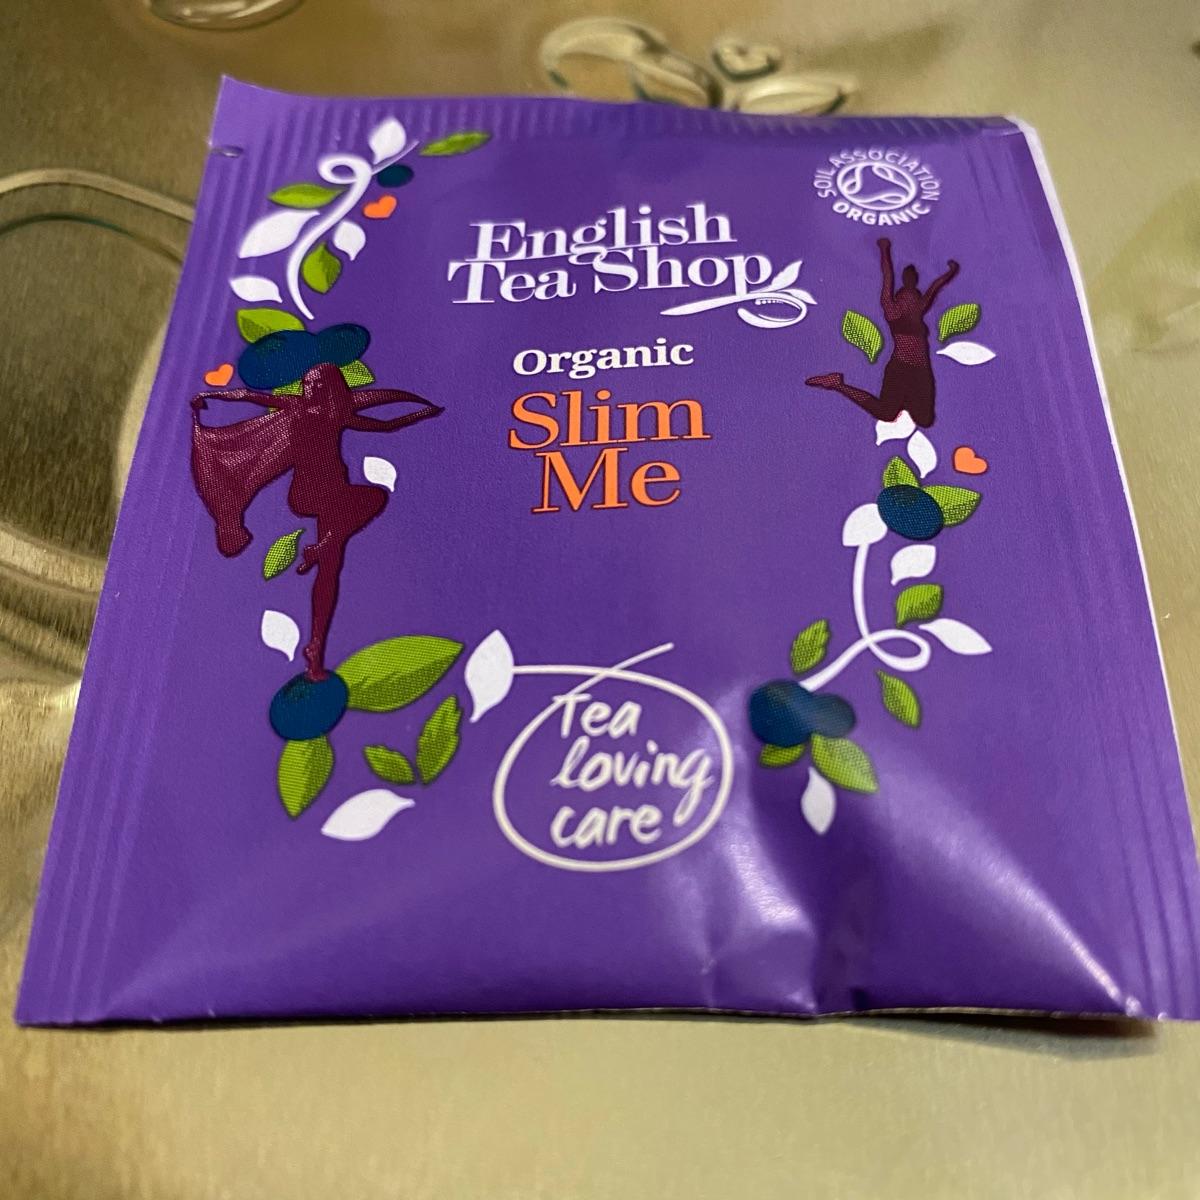 SOIL ASSOCIATION
ORGANIC
English
Tea Shop
Organic
Slim
Me
Tea
loving
care